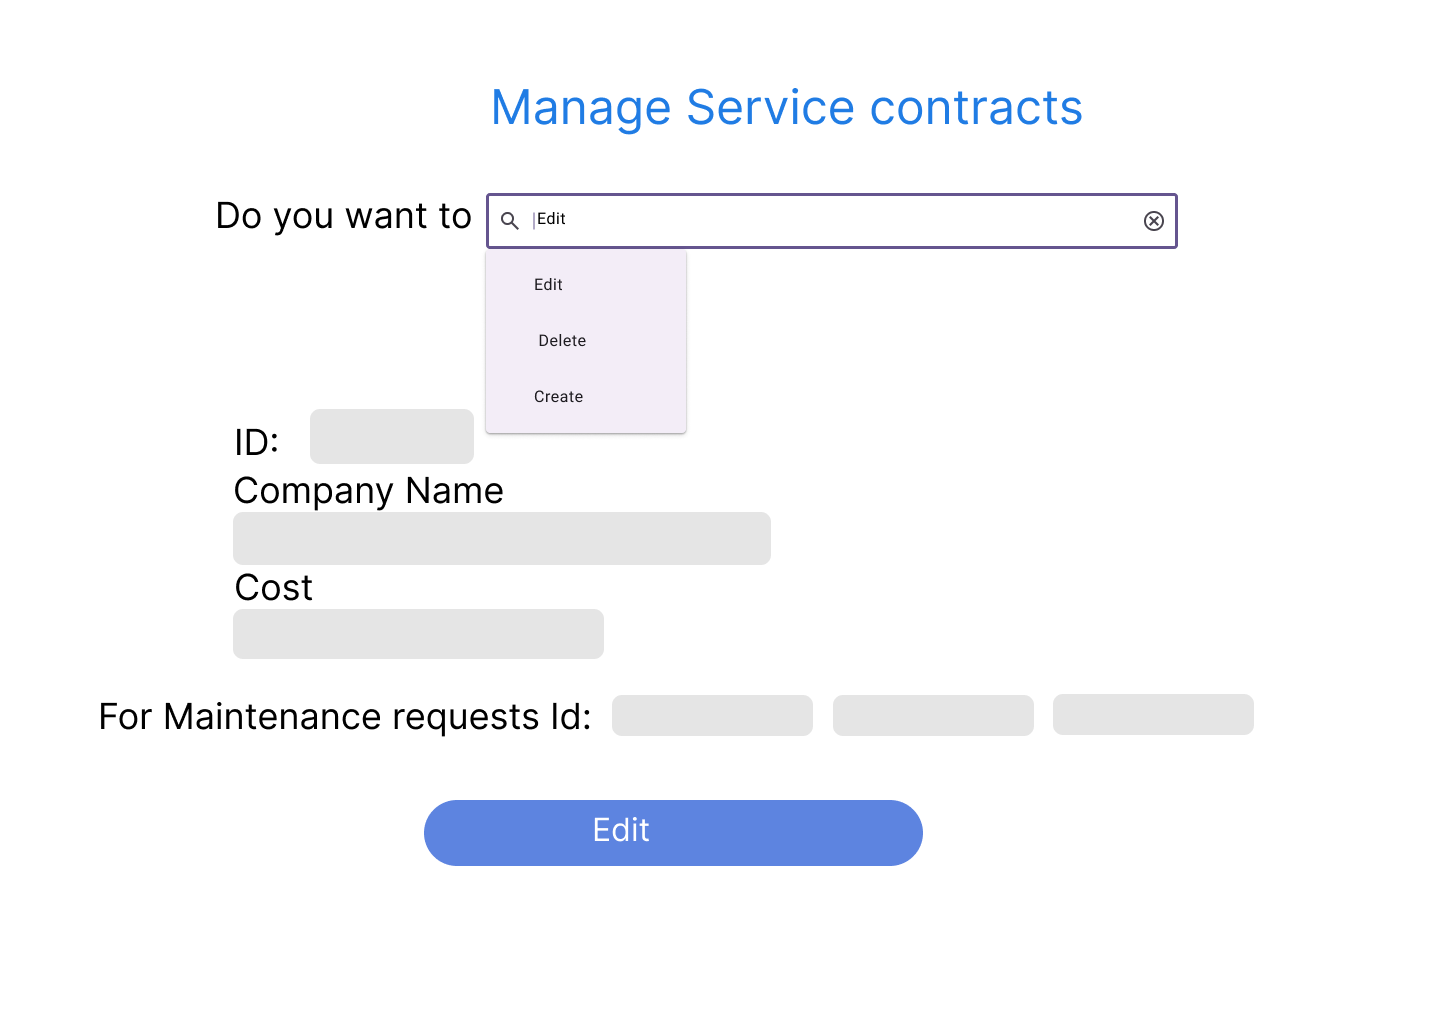 Manage Service contracts
Do you want to Edit
Edit
Delete
Create
ID:
Company Name
Cost
For Maintenance requests Id:
Edit